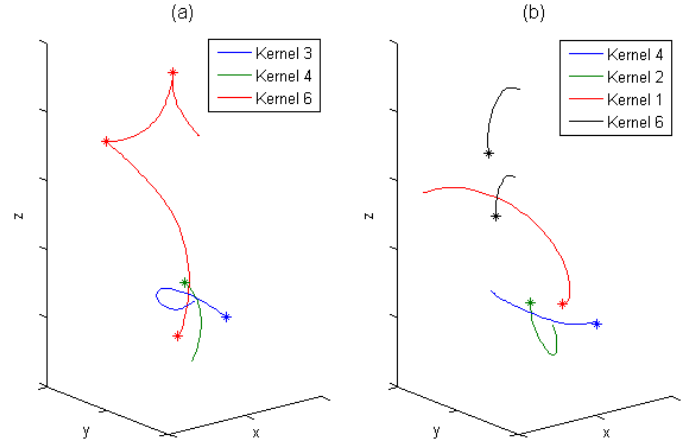 (a)
Kernel 3
Kernel 4
Kernel 6
z
y
x
(b)
Kernel 4
Kernel 2
Kernel 1
Kernel 6
z
y
x